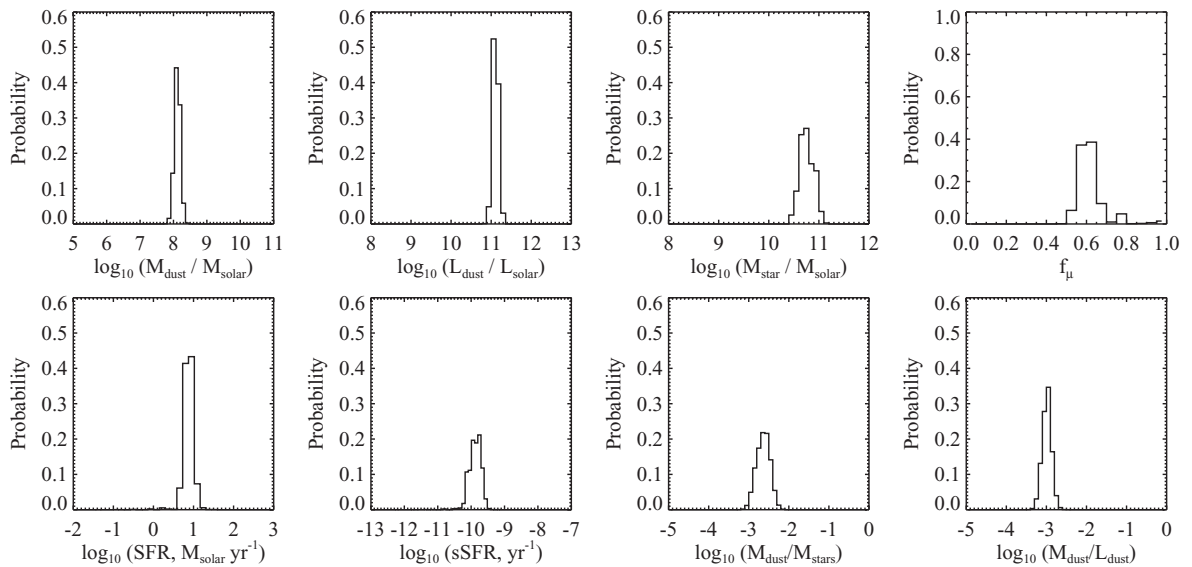 0.6 0.6 0.6 1.0
0.5 0.5 0.5 0.8
0.4 0.4 0.4 0.6
0.3 0.3 0.3 0.4
0.2 0.2 0.2 0.2
0.1 0.1 0.1
0.0 0.0 0.0 0.0
Probability Probability Probability Probability
5 6 7 8 9 10 11 8 9 10 11 12 13 8 9 10 11 12 0.0 0.2 0.4 0.6 0.8 1.0
log10 (Mdust / Msolar) log10 (Ldust / Lsolar) log10 (Mstar / Msolar) fμ
0.6 0.6 0.6 0.6
0.5 0.5 0.5 0.5
0.4 0.4 0.4 0.4
0.3 0.3 0.3 0.3
0.2 0.2 0.2 0.2
0.1 0.1 0.1 0.1
0.0 0.0 0.0 0.0
Probability Probability Probability Probability
-2 -1 0 1 2 3 -13 -12 -11 -10 -9 -8 -7 -5 -4 -3 -2 -1 0 -5 -4 -3 -2 -1 0
log10 (SFR, Msolar yr-1) log10 (sSFR, yr-1) log10 (Mdust/Mstars) log10 (Mdust/Ldust)